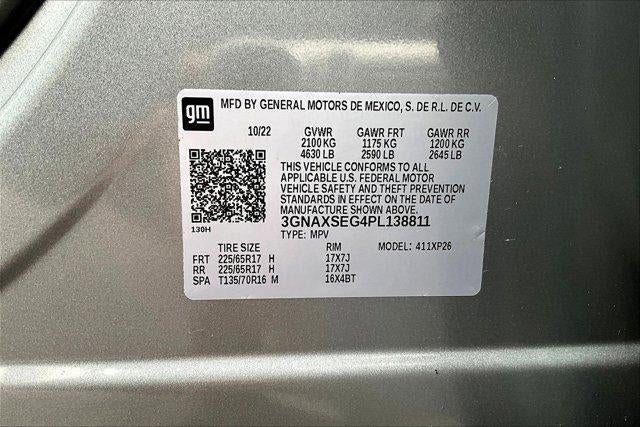 gm MFD BY GENERAL MOTORS DE MEXICO, S. DE R.L. DE C.V.
10/22 GVWR GAWR FRT GAWR RR
2100 KG 1175 KG 1200 KG
4630 LB 2590 LB 2645 LB
THIS VEHICLE CONFORMS TO ALL
APPLICABLE U.S. FEDERAL MOTOR
VEHICLE SAFETY AND THEFT PREVENTION
STANDARDS IN EFFECT ON THE DATE OF
MANUFACTURE SHOWN ABOVE.
3GNAXSEG4PL138811
130H TYPE: MPV
TIRE SIZE RIM MODEL: 411XP26
FRT 225/65R17 H 17X7J
RR 225/65R17 H 17X7J
SPA T135/70R16 M 16X4BT